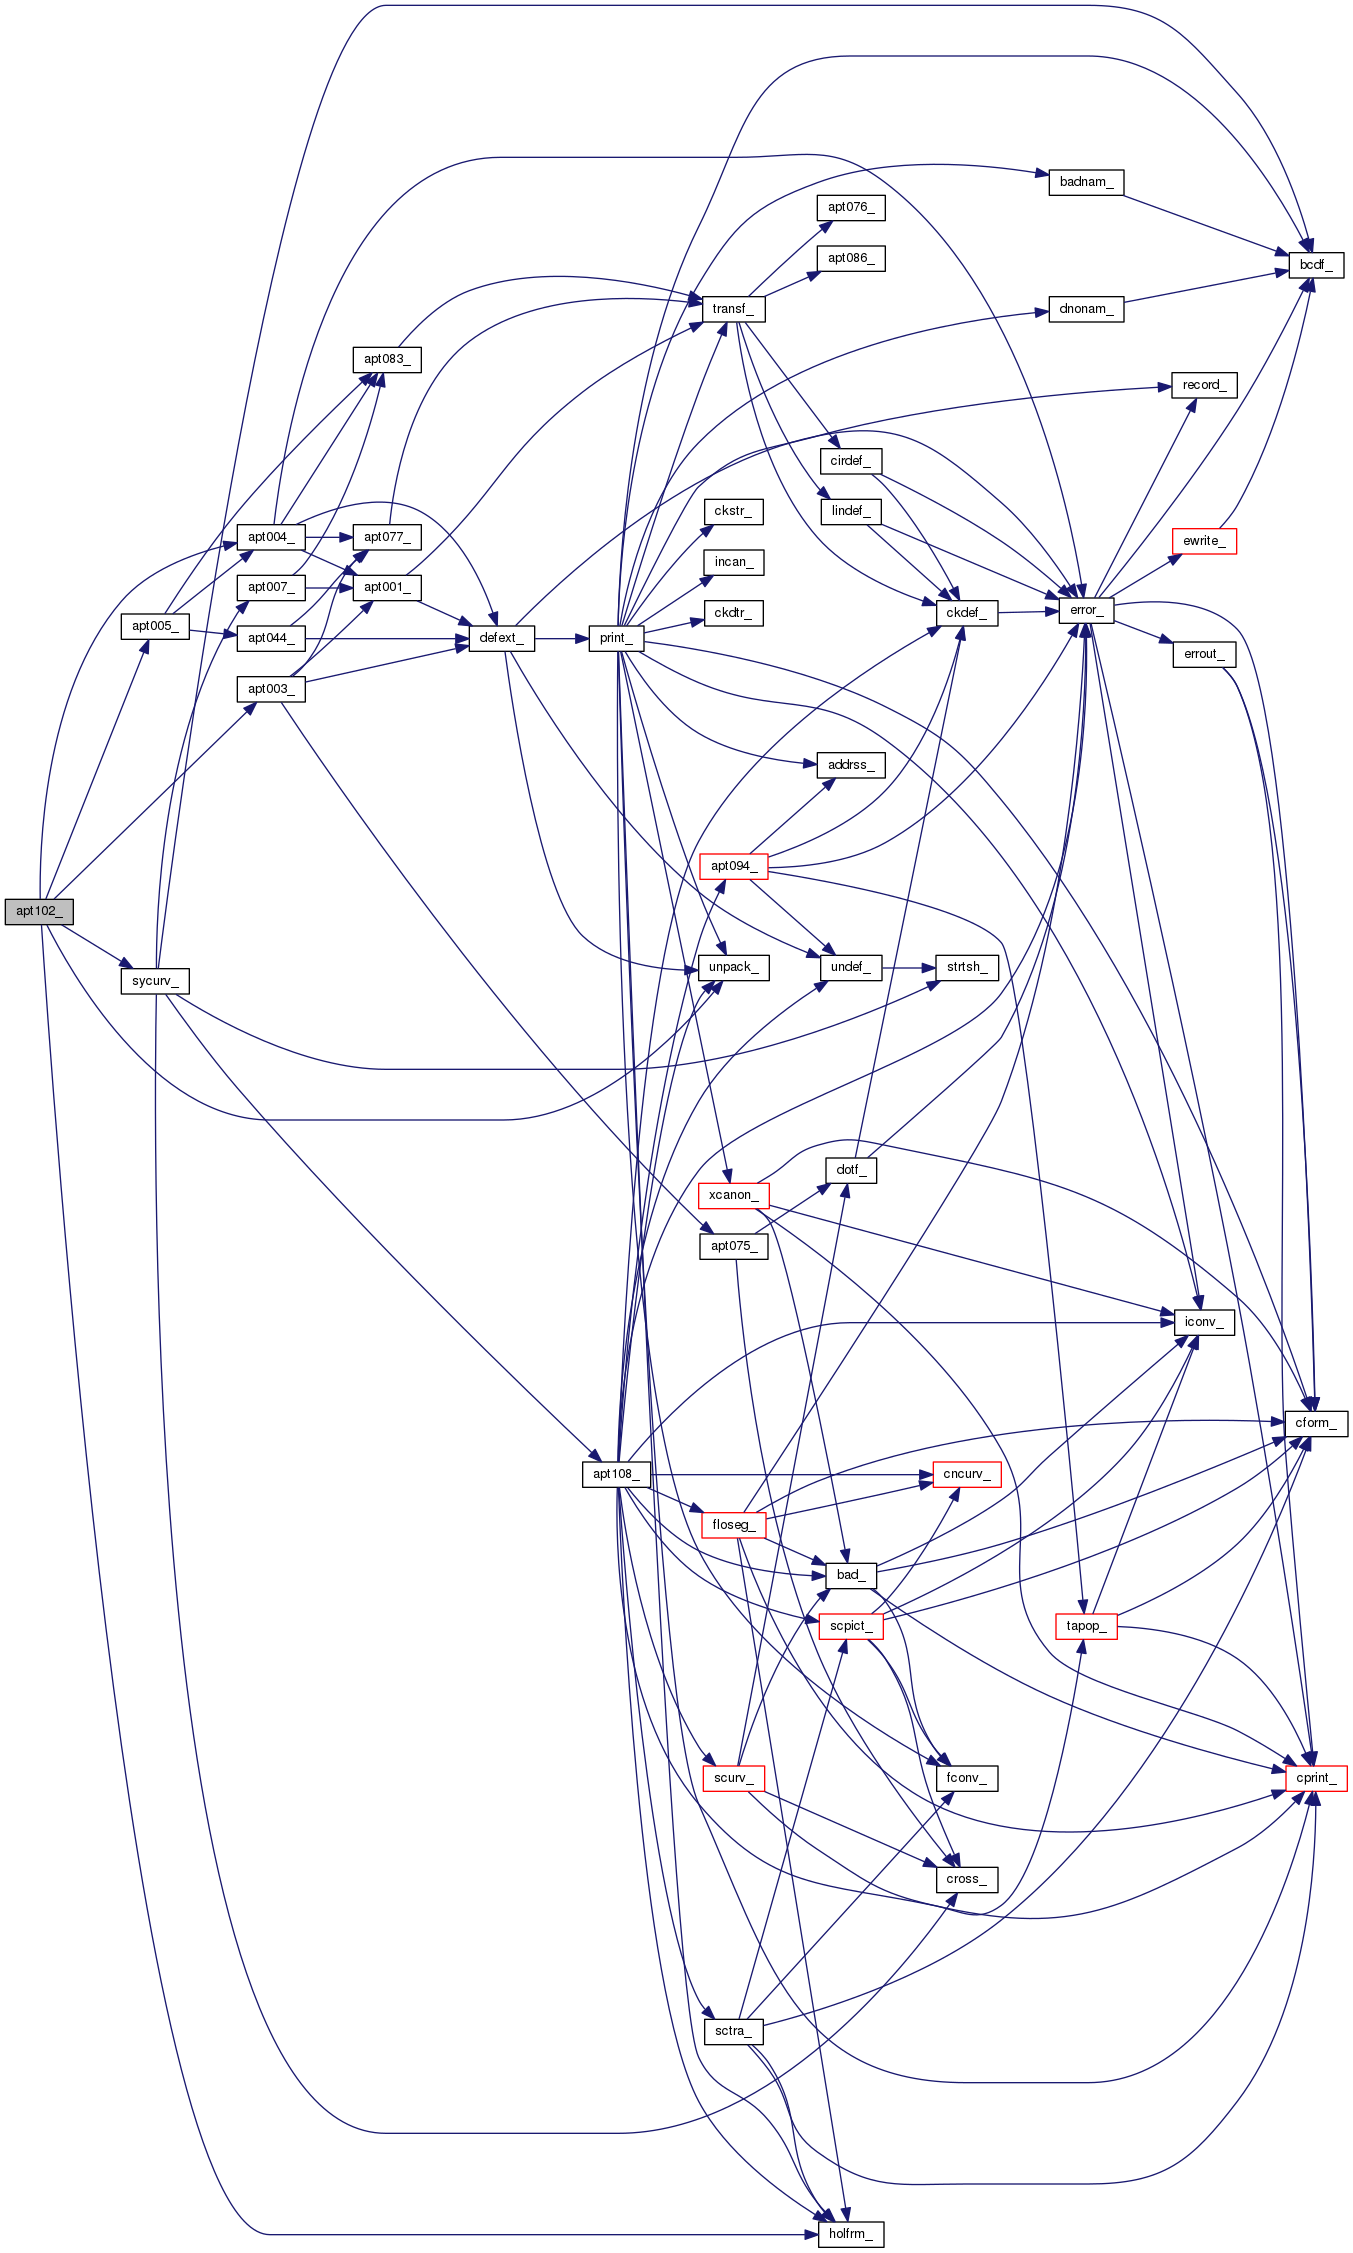 badnam_
apt076_
apt086_
bcdf_
dnonam_
transf_
apt083_
record_
cirdef_
ckstr_
lindef_
apt004_
apt077_
ewrite_
incan_
apt007_
apt001_
ckdtr_
ckdef_
error_
apt005_
apt044_
defext_
print_
errout_
apt003_
addrss_
apt094_
apt102_
sycurv_
unpack_
undef_
strtsh_
dotf_
xcanon_
apt075_
iconv_
cform_
apt108_
cncurv_
floseg_
bad_
scpict_
tapop_
scurv_
fconv_
cprint_
cross_
sctra_
holfrm_